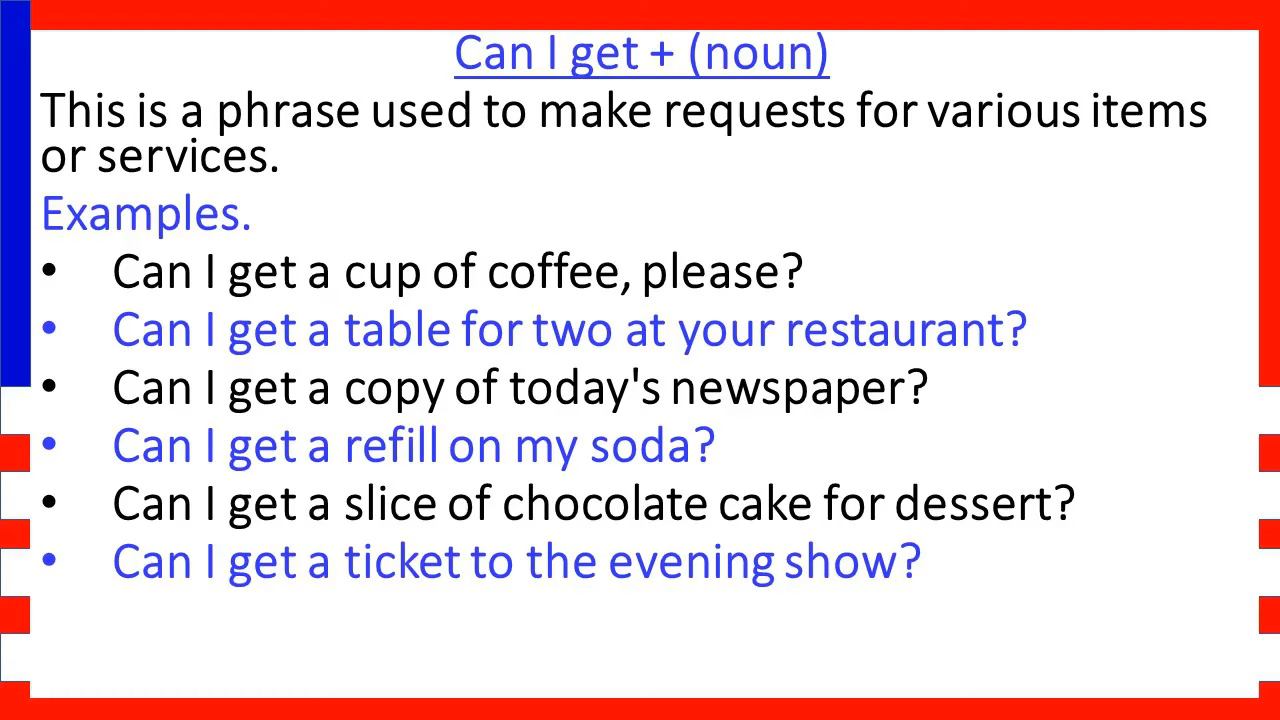 Can I get + (noun)
This is a phrase used to make requests for various items
or services.
Examples.
• Can I get a cup of coffee, please?
• Can I get a table for two at your restaurant?
• Can I get a copy of today's newspaper?
• Can I get a refill on my soda?
• Can I get a slice of chocolate cake for dessert?
• Can I get a ticket to the evening show?